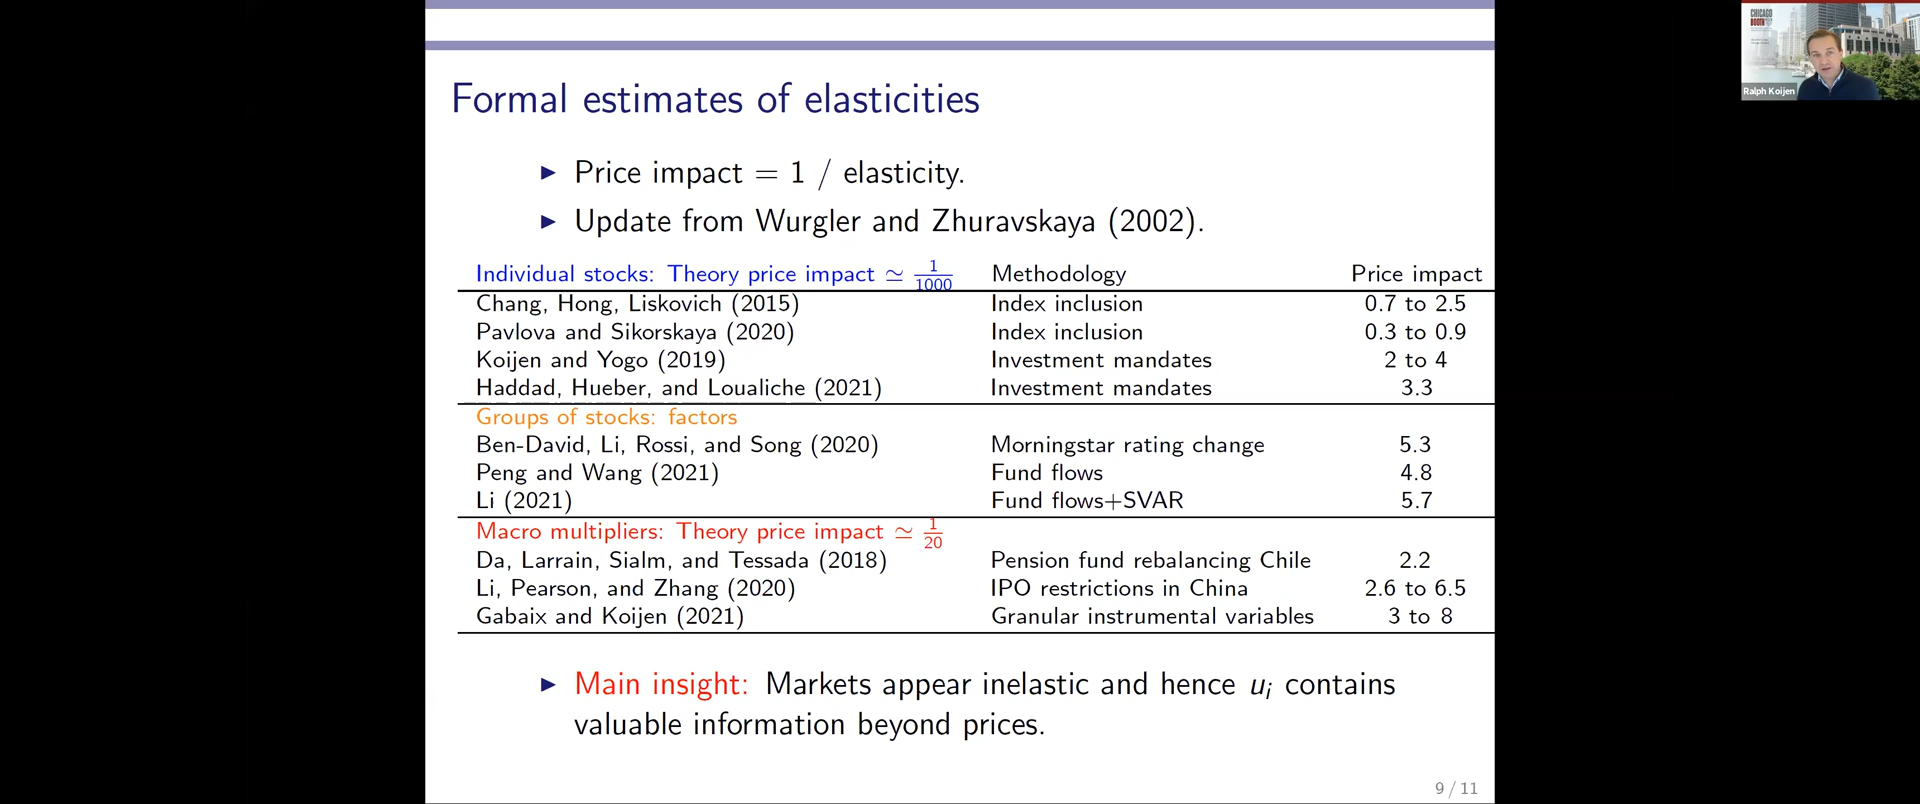 Formal estimates of elasticities
▶ Price impact = 1 / elasticity.
▶ Update from Wurgler and Zhuravskaya (2002).
Individual stocks: Theory price impact ≃ 1/1000 Methodology Price impact
Chang, Hong, Liskovich (2015) Index inclusion 0.7 to 2.5
Pavlova and Sikorskaya (2020) Index inclusion 0.3 to 0.9
Koijen and Yogo (2019) Investment mandates 2 to 4
Haddad, Hueber, and Loualiche (2021) Investment mandates 3.3
Groups of stocks: factors
Ben-David, Li, Rossi, and Song (2020) Morningstar rating change 5.3
Peng and Wang (2021) Fund flows 4.8
Li (2021) Fund flows+SVAR 5.7
Macro multipliers: Theory price impact ≃ 1/20
Da, Larrain, Sialm, and Tessada (2018) Pension fund rebalancing Chile 2.2
Li, Pearson, and Zhang (2020) IPO restrictions in China 2.6 to 6.5
Gabaix and Koijen (2021) Granular instrumental variables 3 to 8
▶ Main insight: Markets appear inelastic and hence uᵢ contains
valuable information beyond prices.
9 / 11
CHICAGO
BOOTH
Ralph Koijen